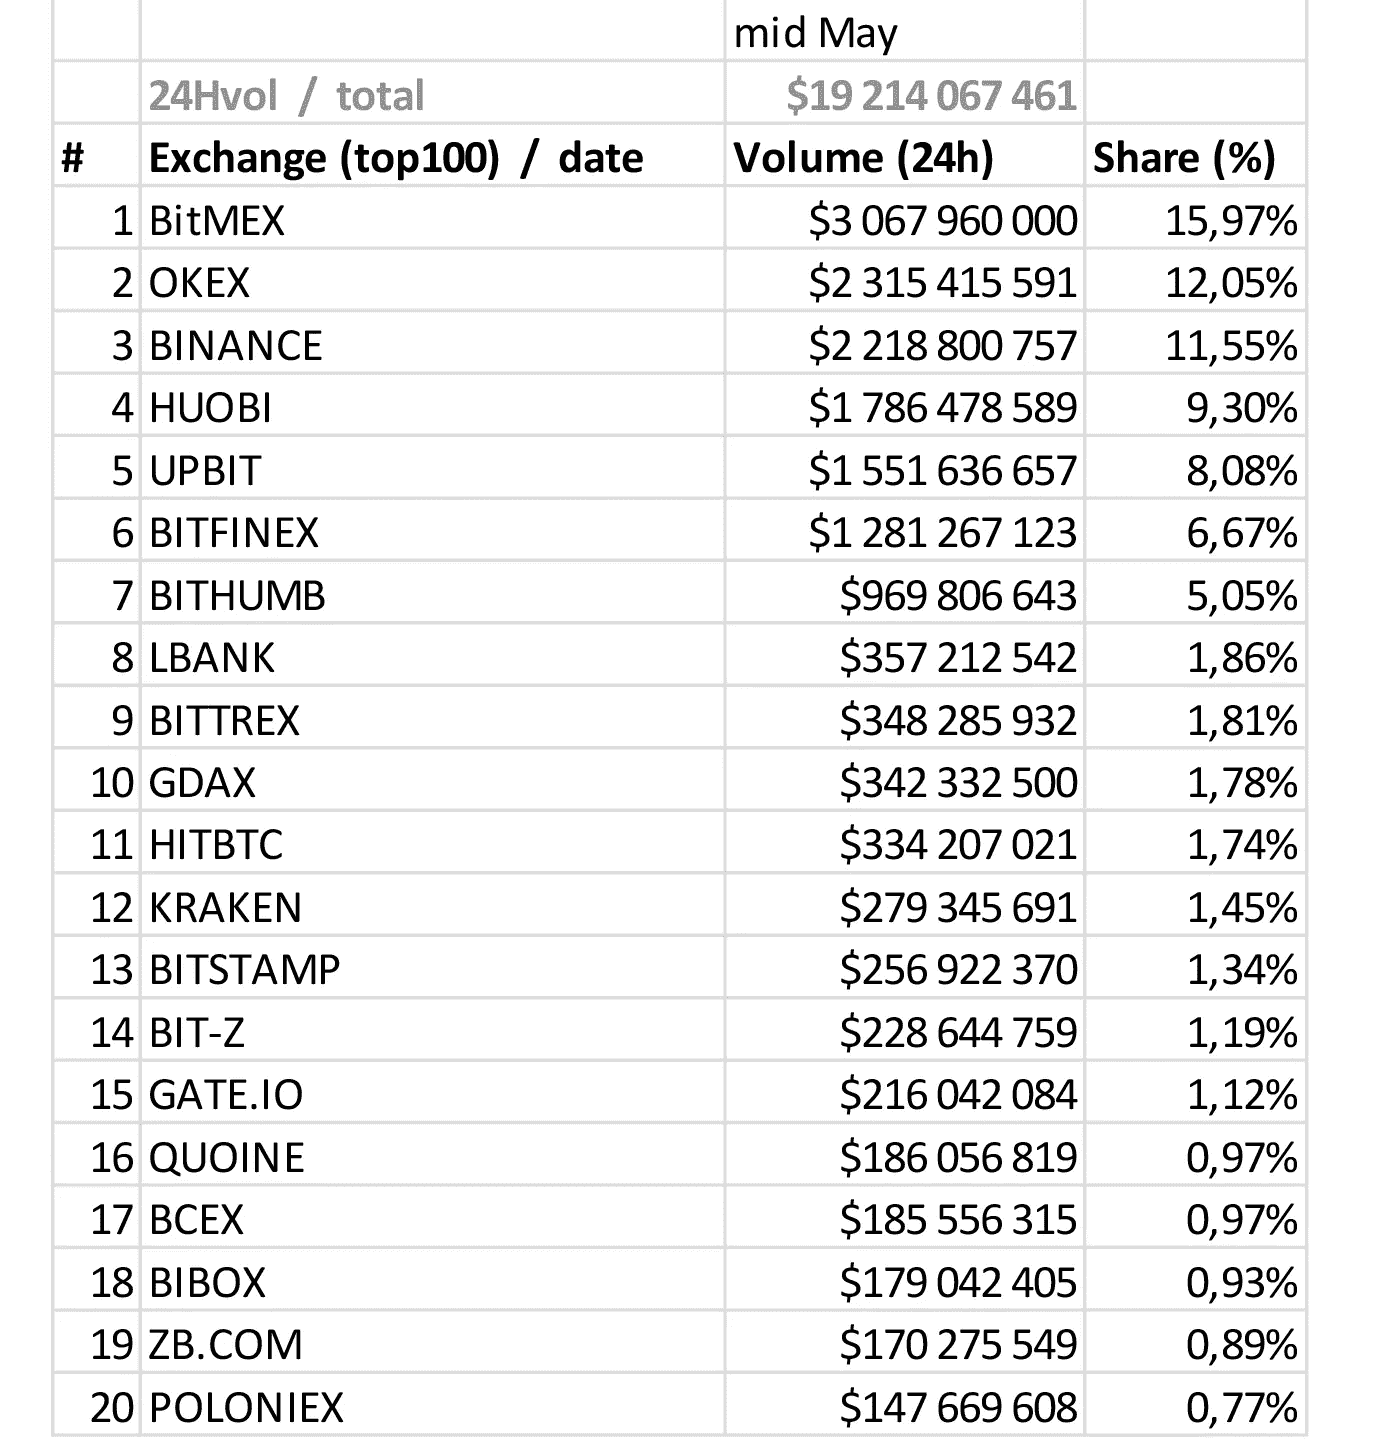 mid May
24Hvol / total $19 214 067 461
# Exchange (top100) / date Volume (24h) Share (%)
1 BitMEX $3 067 960 000 15,97%
2 OKEX $2 315 415 591 12,05%
3 BINANCE $2 218 800 757 11,55%
4 HUOBI $1 786 478 589 9,30%
5 UPBIT $1 551 636 657 8,08%
6 BITFINEX $1 281 267 123 6,67%
7 BITHUMB $969 806 643 5,05%
8 LBANK $357 212 542 1,86%
9 BITTREX $348 285 932 1,81%
10 GDAX $342 332 500 1,78%
11 HITBTC $334 207 021 1,74%
12 KRAKEN $279 345 691 1,45%
13 BITSTAMP $256 922 370 1,34%
14 BIT-Z $228 644 759 1,19%
15 GATE.IO $216 042 084 1,12%
16 QUOINE $186 056 819 0,97%
17 BCEX $185 556 315 0,97%
18 BIBOX $179 042 405 0,93%
19 ZB.COM $170 275 549 0,89%
20 POLONIEX $147 669 608 0,77%